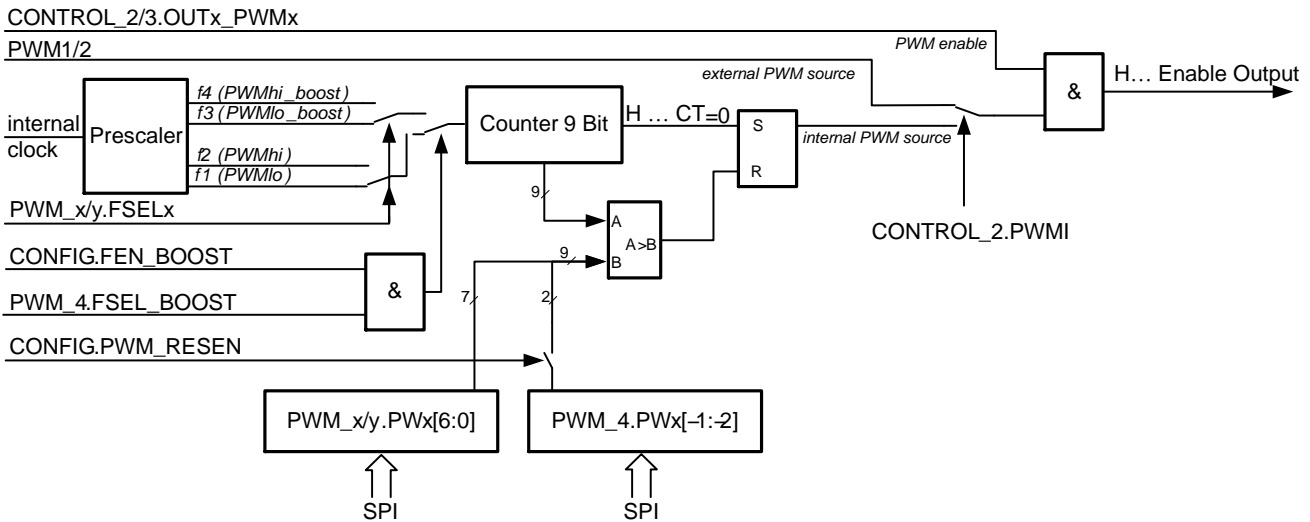 CONTROL_2/3.OUTx_PWMx
PWM enable
PWM1/2
external PWM source
&
H... Enable Output
internal
clock
Prescaler
f4 (PWMhi_boost)
f3 (PWMlo_boost)
f2 (PWMhi)
f1 (PWMlo)
Counter 9 Bit
H ... CT=0
S
R
internal PWM source
PWM_x/y.FSELx
9
A
A>B
B
9
CONTROL_2.PWMI
CONFIG.FEN_BOOST
&
PWM_4.FSEL_BOOST
7
2
CONFIG.PWM_RESEN
PWM_x/y.PWx[6:0]
PWM_4.PWx[–1:–2]
SPI
SPI